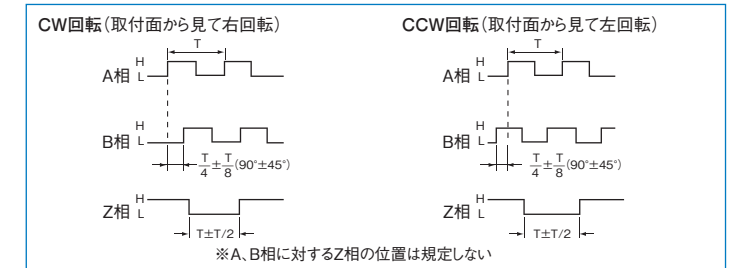 CW回転（取付面から見て右回転）
T
A相 H L
B相 H L
T/4±T/8(90°±45°)
Z相 H L
T±T/2
CCW回転（取付面から見て左回転）
T
A相 H L
B相 H L
T/4±T/8(90°±45°)
Z相 H L
T±T/2
※A、B相に対するZ相の位置は規定しない